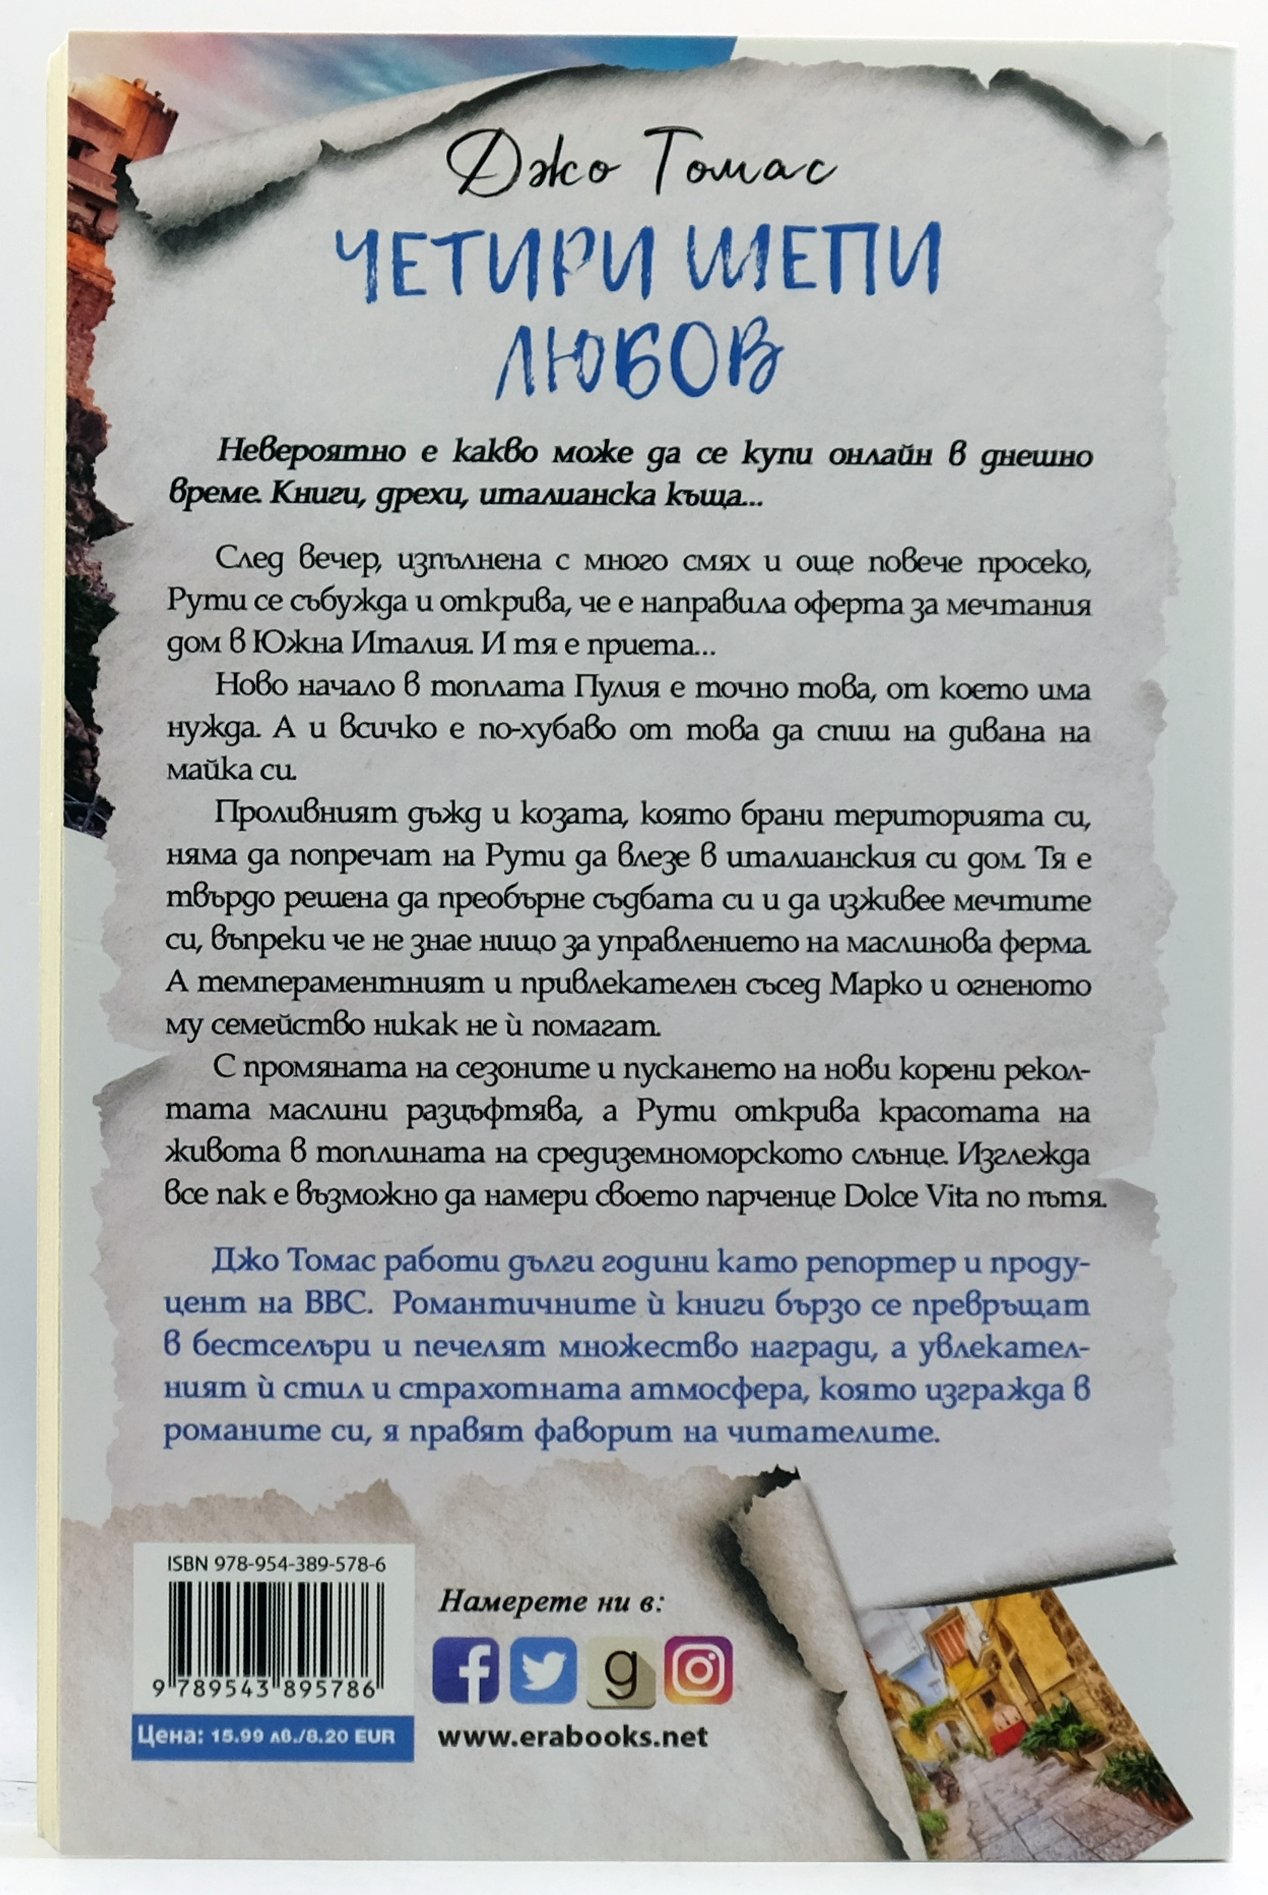 Джо Томас
ЧЕТИРИ ШЕПИ
ЛЮБОВ
Невероятно е какво може да се купи онлайн в днешно
време. Книги, дрехи, италианска къща...
След вечер, изпълнена с много смях и още повече просеко,
Рути се събужда и открива, че е направила оферта за мечтания
дом в Южна Италия. И тя е приета...
Ново начало в топлата Пулия е точно това, от което има
нужда. А и всичко е по-хубаво от това да спиш на дивана на
майка си.
Проливният дъжд и козата, която брани територията си,
няма да попречат на Рути да влезе в италианския си дом. Тя е
твърдо решена да преобърне съдбата си и да изживее мечтите
си, въпреки че не знае нищо за управлението на маслинова ферма.
А темпераментният и привлекателен съсед Марко и огненото
му семейство никак не ѝ помагат.
С промяната на сезоните и пускането на нови корени рекол-
тата маслини разцъфтява, а Рути открива красотата на
живота в топлината на средиземноморското слънце. Изглежда
все пак е възможно да намери своето парченце Dolce Vita по пътя.
Джо Томас работи дълги години като репортер и проду-
цент на BBC. Романтичните ѝ книги бързо се превръщат
в бестселъри и печелят множество награди, а увлекател-
ният ѝ стил и страхотната атмосфера, която изгражда в
романите си, я правят фаворит на читателите.
ISBN 978-954-389-578-6
9 789543 895786
Цена: 15.99 лв./8.20 EUR
Намерете ни в:
f g
www.erabooks.net